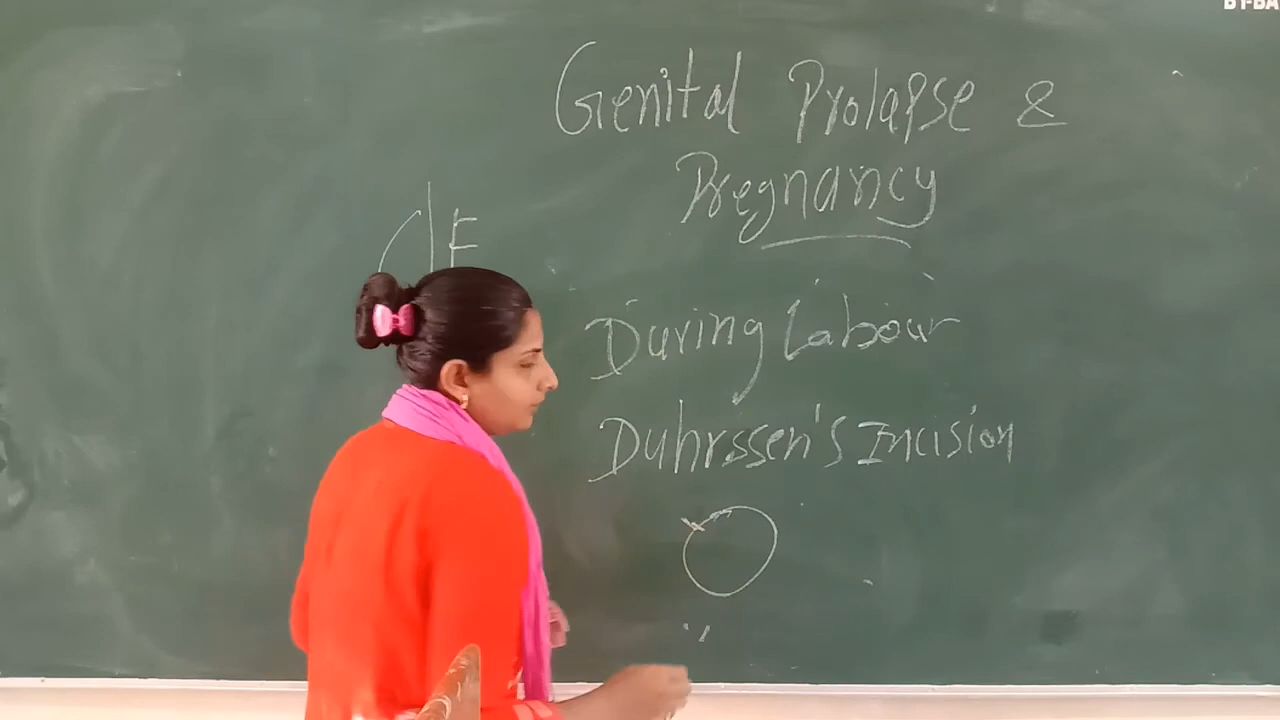 Genital Prolapse &
Pregnancy
During Labour
Duhrssen's Incision